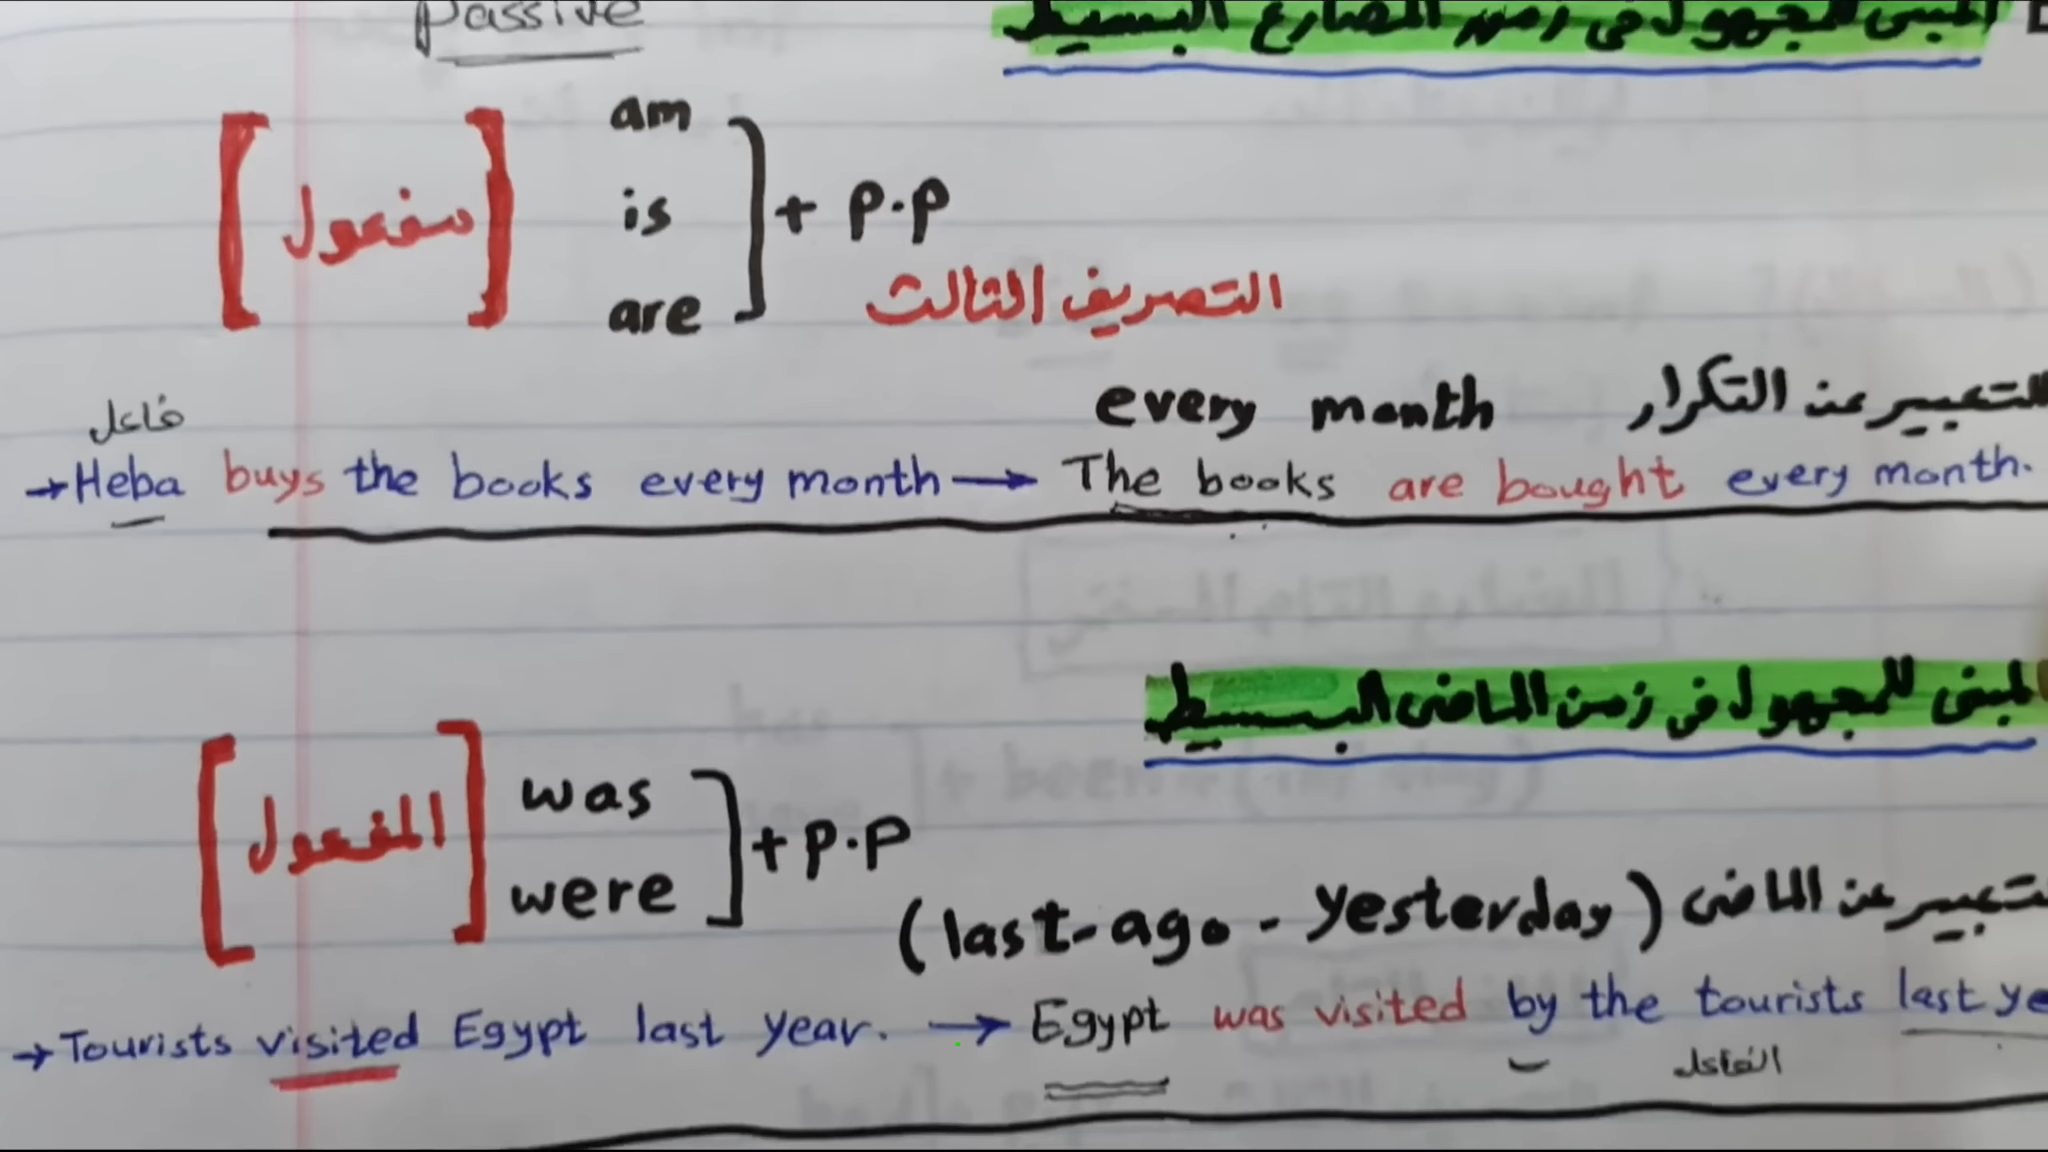 passive
المبنى للمجهول فى زمن المضارع البسيط
am
is
are
[مفعول] ] + p.p
التصريف الثالث
للتعبير عن التكرار every month
فاعل
→ Heba buys the books every month → The books are bought every month.
المبنى للمجهول فى زمن الماضى البسيط
was
were
[المفعول] ] + p.p
للتعبير عن الماضى (last - ago - yesterday)
→ Tourists visited Egypt last year. → Egypt was visited by the tourists last ye
الفاعل